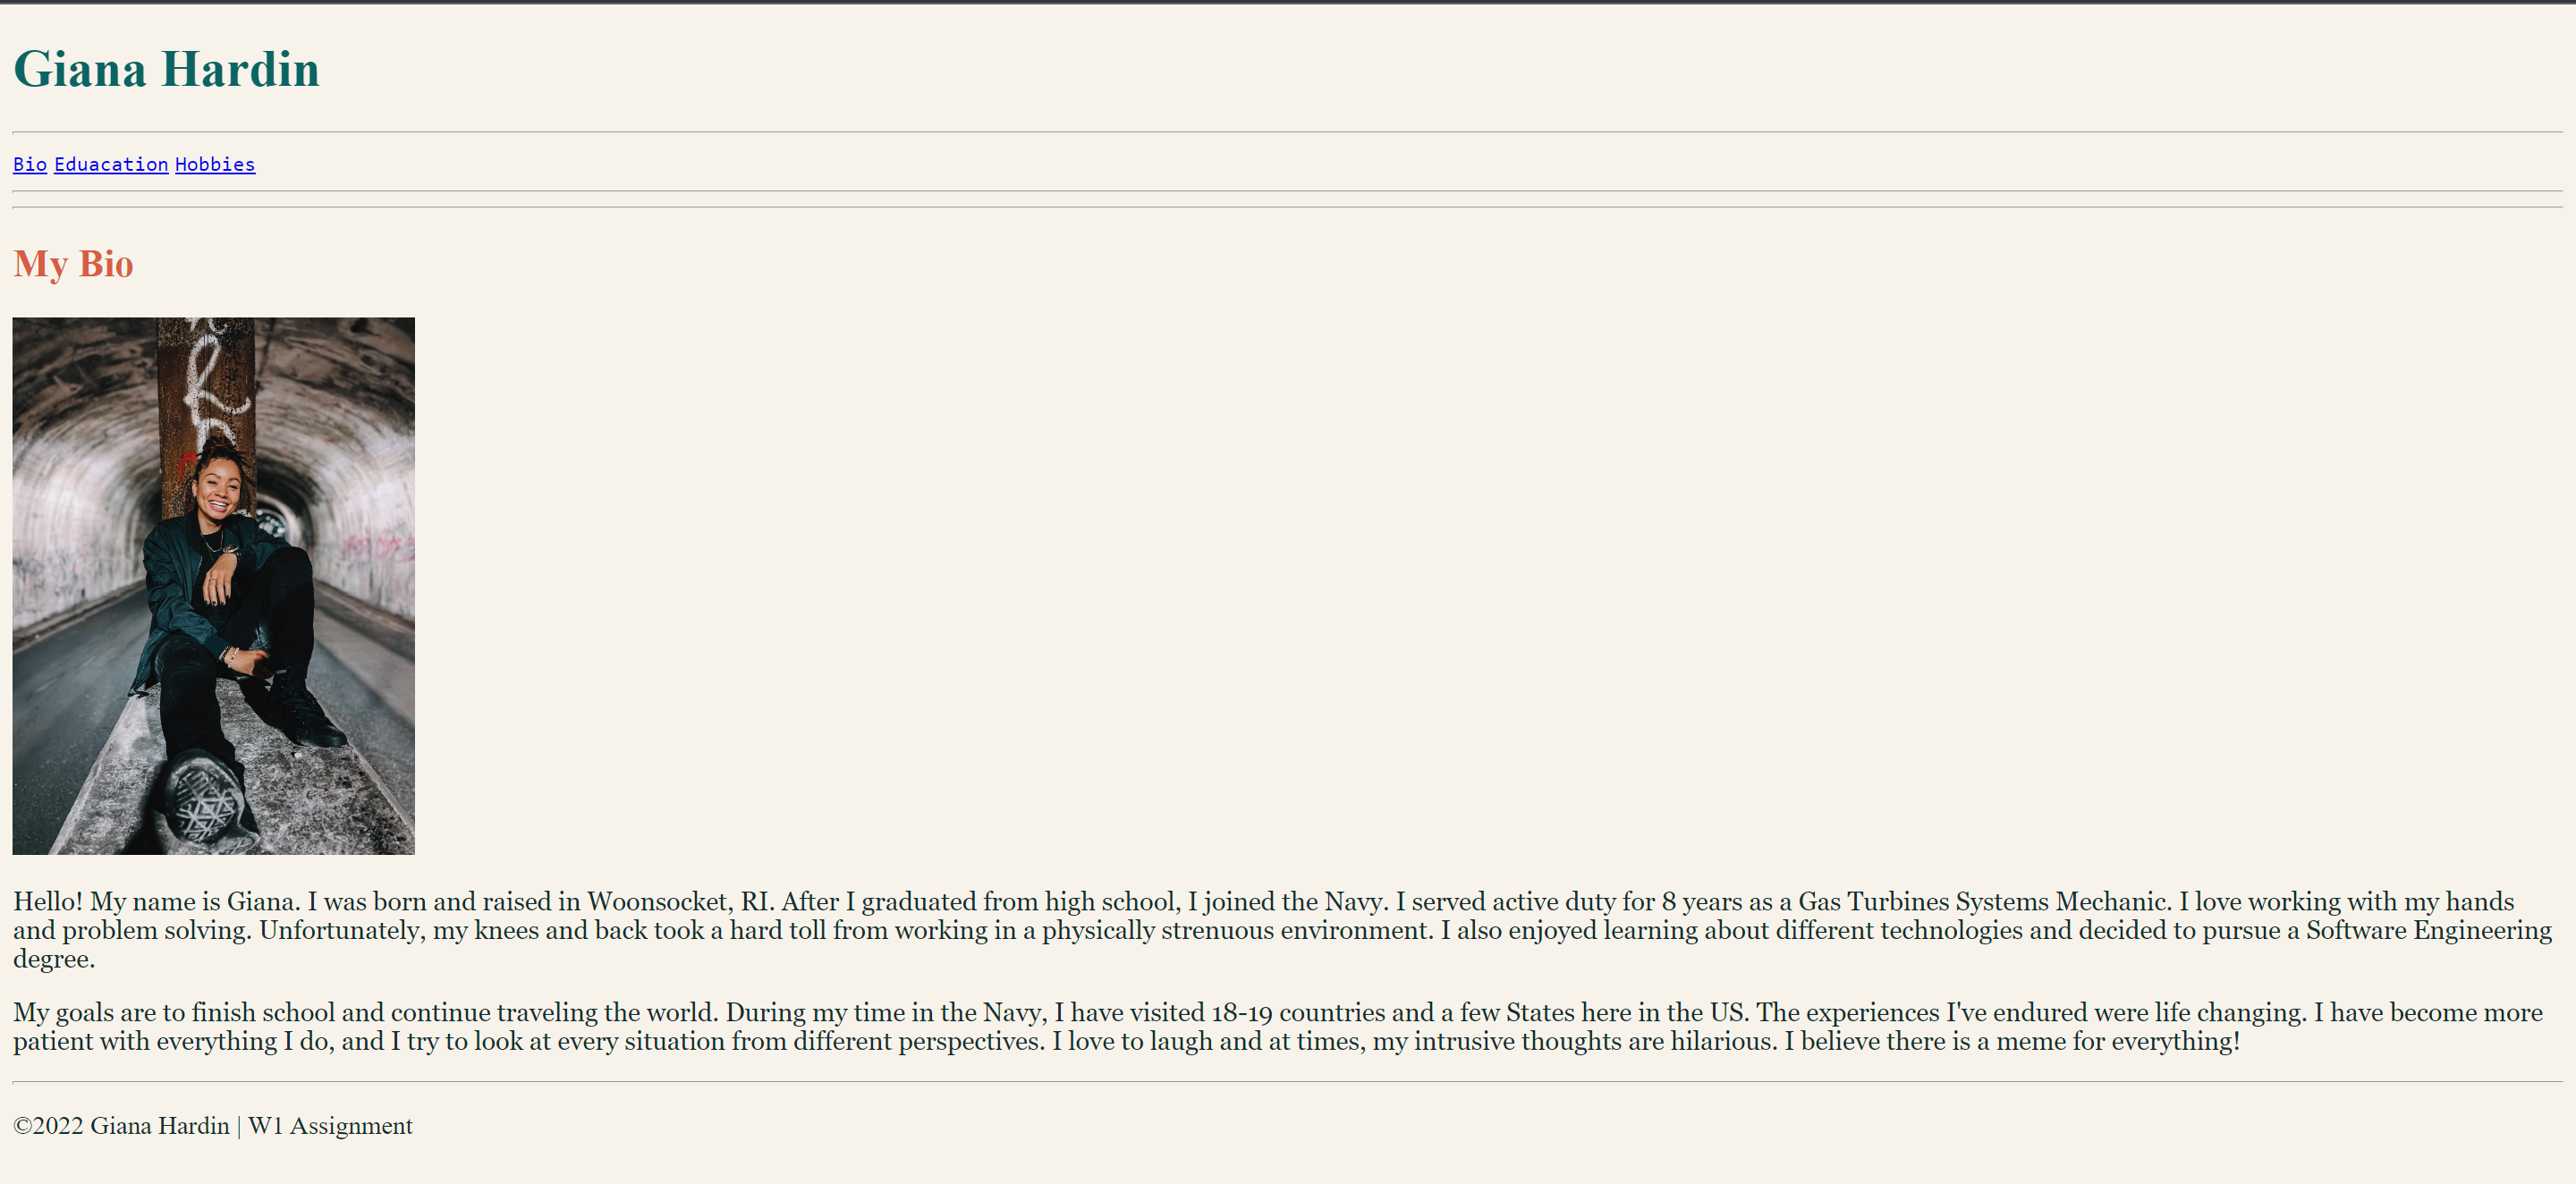 Giana Hardin
Bio Eduacation Hobbies
My Bio
Hello! My name is Giana. I was born and raised in Woonsocket, RI. After I graduated from high school, I joined the Navy. I served active duty for 8 years as a Gas Turbines Systems Mechanic. I love working with my hands
and problem solving. Unfortunately, my knees and back took a hard toll from working in a physically strenuous environment. I also enjoyed learning about different technologies and decided to pursue a Software Engineering
degree.
My goals are to finish school and continue traveling the world. During my time in the Navy, I have visited 18-19 countries and a few States here in the US. The experiences I've endured were life changing. I have become more
patient with everything I do, and I try to look at every situation from different perspectives. I love to laugh and at times, my intrusive thoughts are hilarious. I believe there is a meme for everything!
©2022 Giana Hardin | W1 Assignment